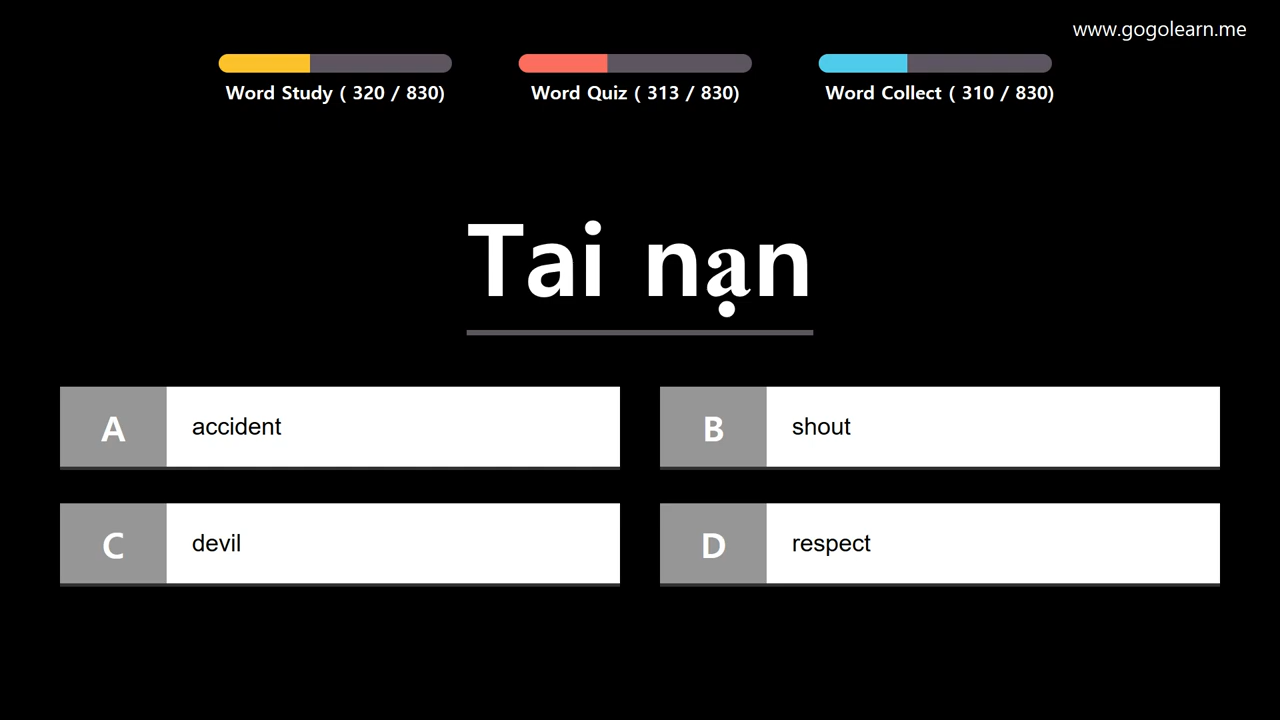 www.gogolearn.me
Word Study ( 320 / 830)
Word Quiz ( 313 / 830)
Word Collect ( 310 / 830)
Tai nạn
A accident
B shout
C devil
D respect